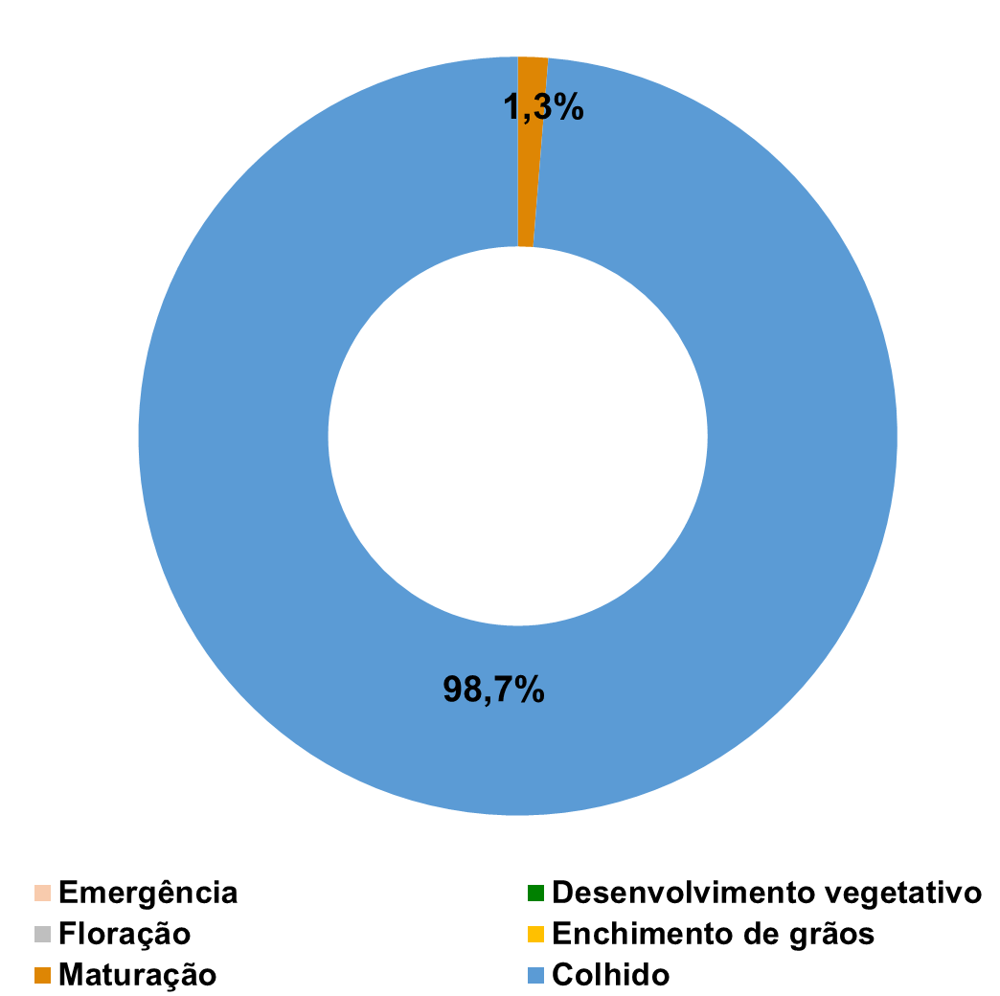 1,3%
98,7%
Emergência
Desenvolvimento vegetativo
Floração
Enchimento de grãos
Maturação
Colhido